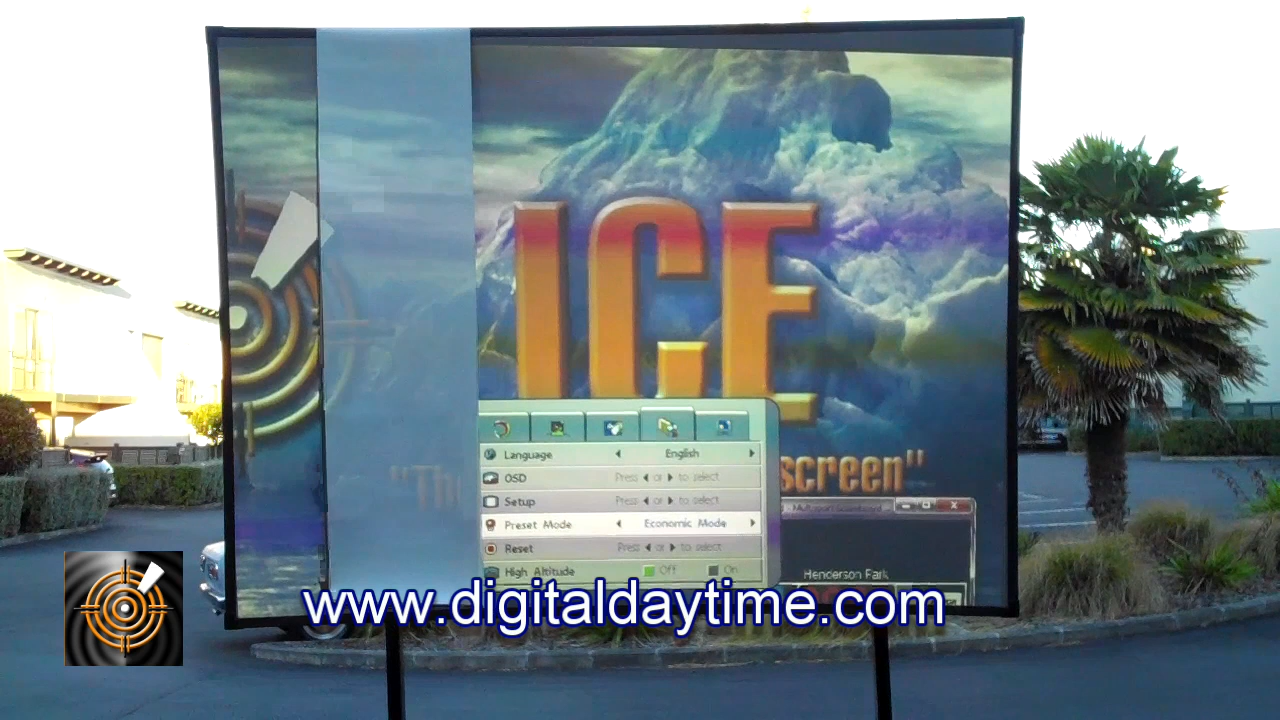 ICE
"Th
screen"
Language English
OSD Press or to select
Setup Press or to select
Preset Mode Economic Mode
Reset Press or to select
High Altitude Off On
Henderson Park
www.digitaldaytime.com